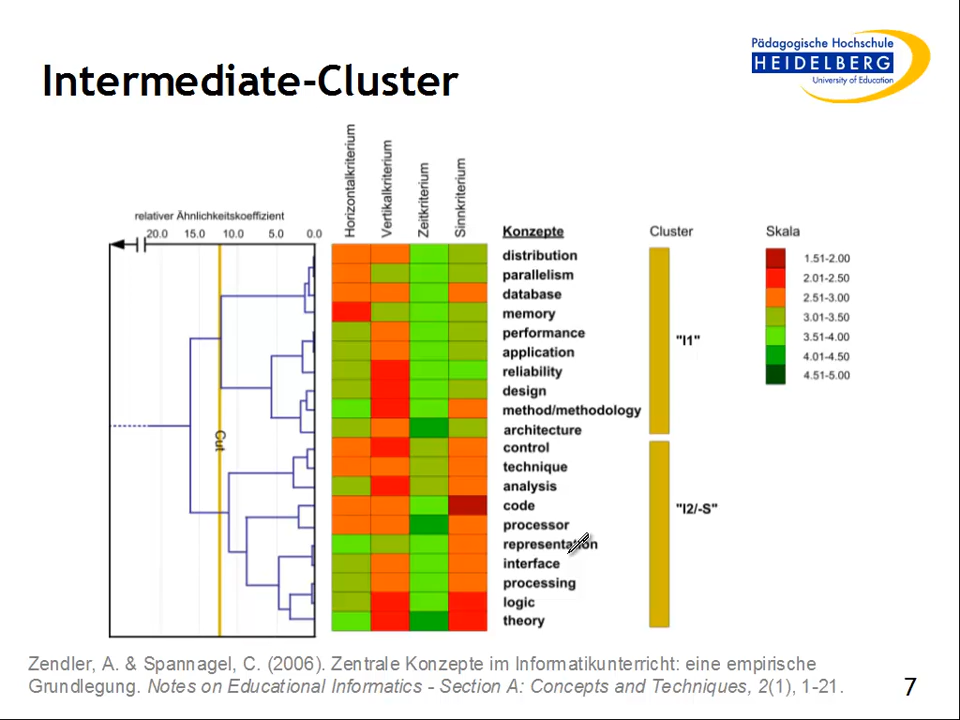 Pädagogische Hochschule
HEIDELBERG
University of Education
Intermediate-Cluster
Horizontalkriterium
Vertikalkriterium
Zeitkriterium
Sinnkriterium
relativer Ähnlichkeitskoeffizient
20.0 15.0 10.0 5.0 0.0
Konzepte
Cluster
Skala
distribution
parallelism
database
memory
performance
application
reliability
design
method/methodology
architecture
control
technique
analysis
code
processor
representation
interface
processing
logic
theory
Cut
"I1"
"I2/-S"
1.51-2.00
2.01-2.50
2.51-3.00
3.01-3.50
3.51-4.00
4.01-4.50
4.51-5.00
Zendler, A. & Spannagel, C. (2006). Zentrale Konzepte im Informatikunterricht: eine empirische
Grundlegung. Notes on Educational Informatics - Section A: Concepts and Techniques, 2(1), 1-21.
7